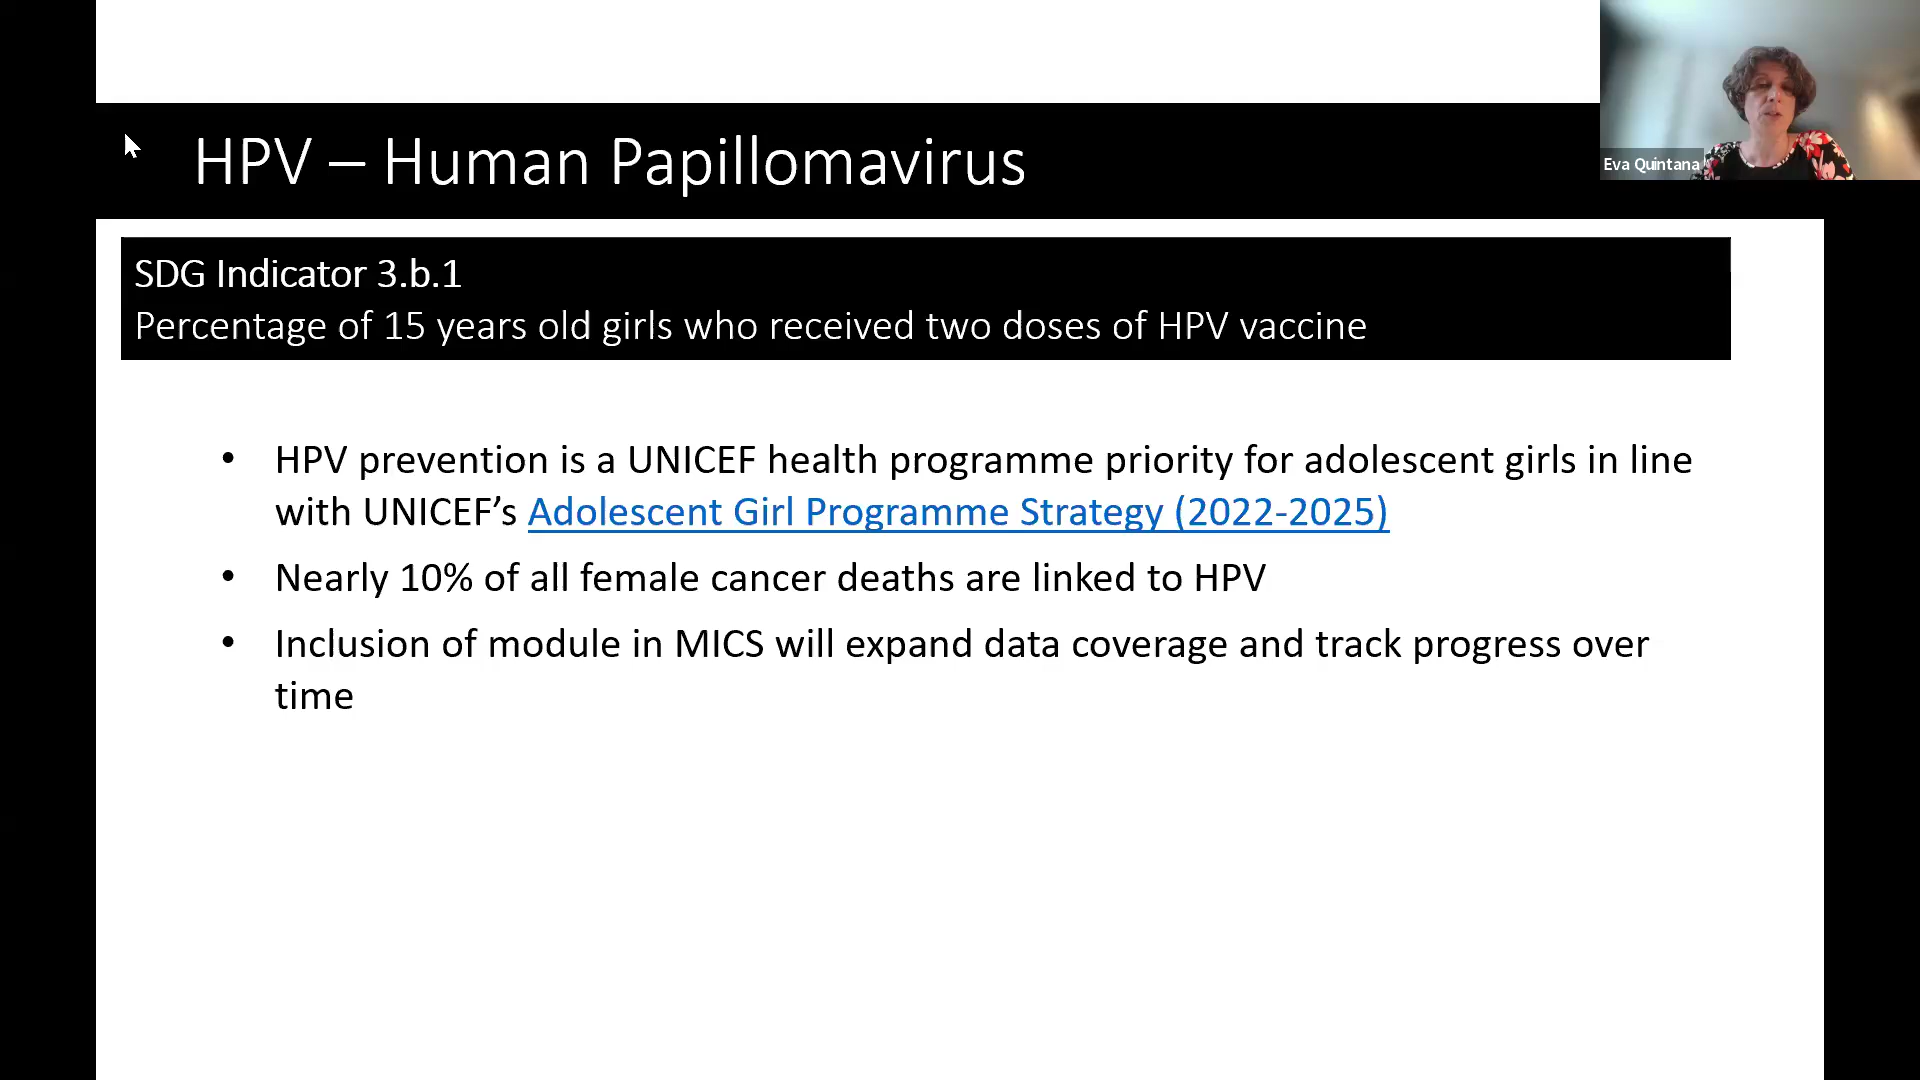 HPV – Human Papillomavirus
Eva Quintana
SDG Indicator 3.b.1
Percentage of 15 years old girls who received two doses of HPV vaccine
• HPV prevention is a UNICEF health programme priority for adolescent girls in line
with UNICEF’s Adolescent Girl Programme Strategy (2022-2025)
• Nearly 10% of all female cancer deaths are linked to HPV
• Inclusion of module in MICS will expand data coverage and track progress over
time